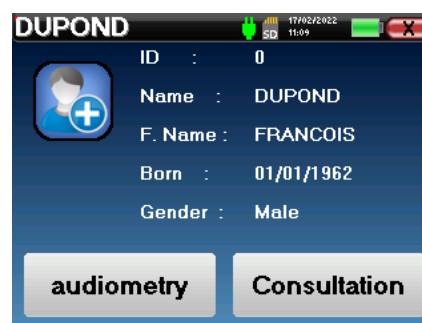 DUPOND
SD
17/02/2022
11:09
X
ID : 0
Name : DUPOND
F. Name : FRANCOIS
Born : 01/01/1962
Gender : Male
audiometry
Consultation